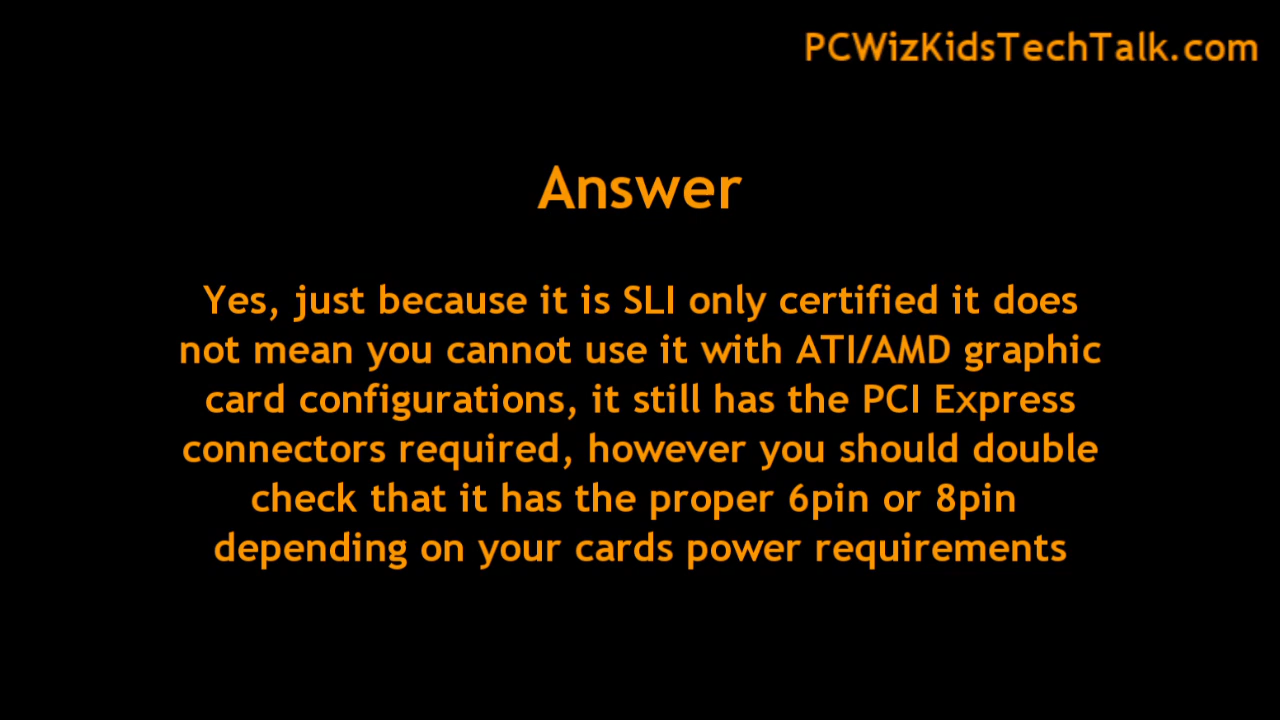 PCWizKidsTechTalk.com
Answer
Yes, just because it is SLI only certified it does
not mean you cannot use it with ATI/AMD graphic
card configurations, it still has the PCI Express
connectors required, however you should double
check that it has the proper 6pin or 8pin
depending on your cards power requirements